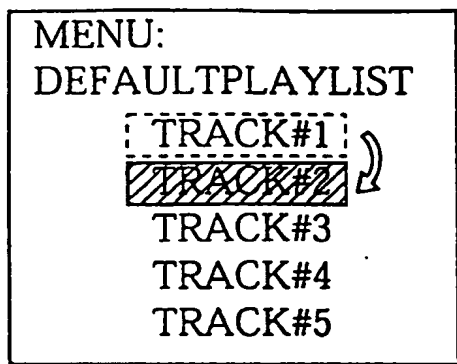 MENU:
DEFAULTPLAYLIST
TRACK#1
TRACK#2
TRACK#3
TRACK#4
TRACK#5